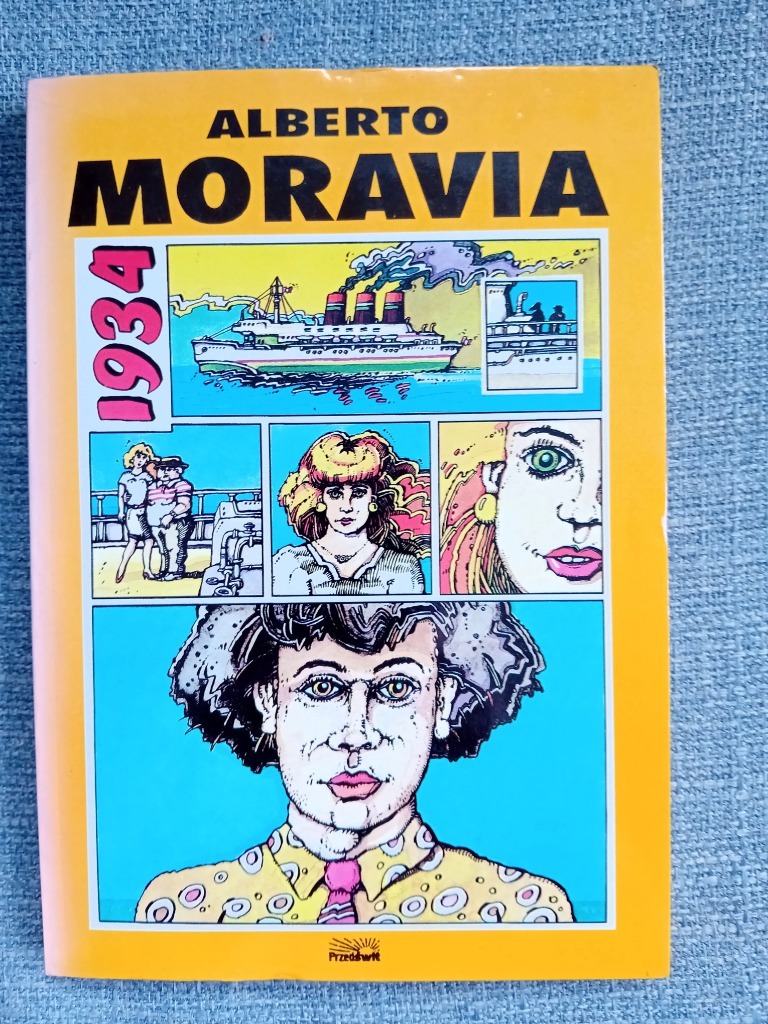 ALBERTO
MORAVIA
1934
Przedświt